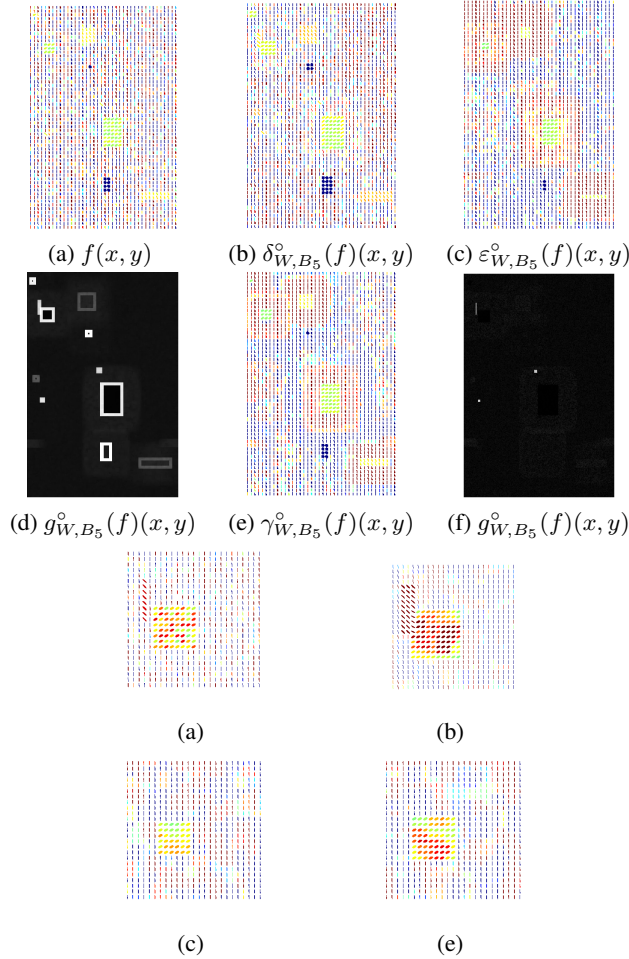 (a) f(x, y) (b) δ°_{W,B₅}(f)(x, y) (c) ε°_{W,B₅}(f)(x, y)
(d) g°_{W,B₅}(f)(x, y) (e) γ°_{W,B₅}(f)(x, y) (f) g°_{W,B₅}(f)(x, y)
(a) (b)
(c) (e)